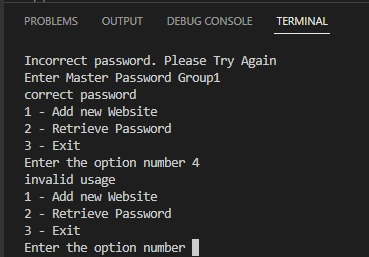 PROBLEMS OUTPUT DEBUG CONSOLE TERMINAL
Incorrect password. Please Try Again
Enter Master Password Group1
correct password
1 - Add new Website
2 - Retrieve Password
3 - Exit
Enter the option number 4
invalid usage
1 - Add new Website
2 - Retrieve Password
3 - Exit
Enter the option number